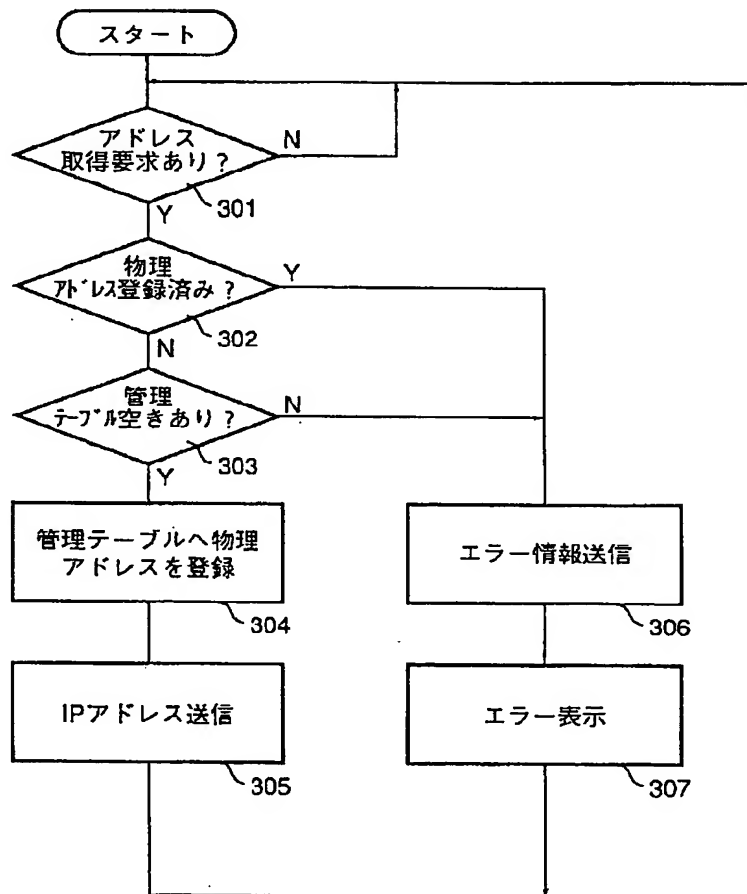 スタート
アドレス
取得要求あり？
N
301
Y
物理
アドレス登録済み？
Y
302
N
管理
テーブル空きあり？
N
303
Y
管理テーブルへ物理
アドレスを登録
304
エラー情報送信
306
IPアドレス送信
305
エラー表示
307